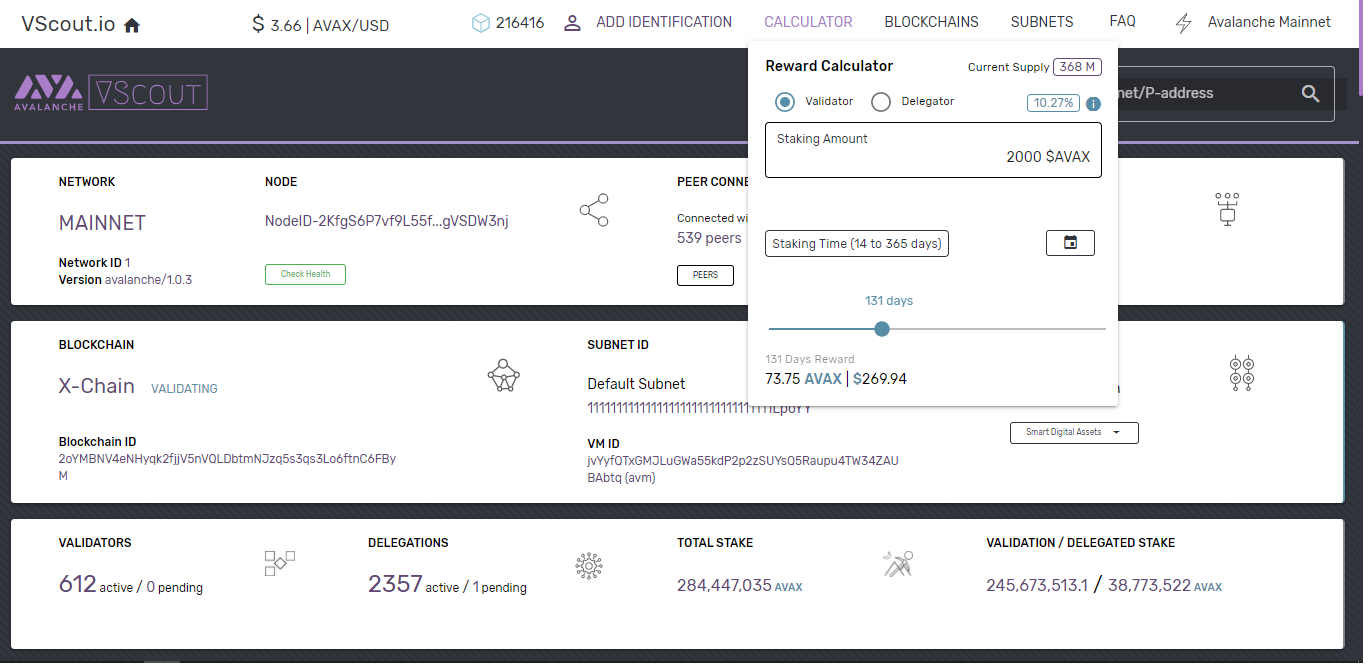 VScout.io
$ 3.66 | AVAX/USD
216416
ADD IDENTIFICATION
CALCULATOR
BLOCKCHAINS
SUBNETS
FAQ
Avalanche Mainnet
AVALANCHE
VSCOUT
net/P-address
Reward Calculator
Current Supply 368 M
Validator
Delegator
10.27%
i
Staking Amount
2000 $AVAX
Staking Time (14 to 365 days)
131 days
131 Days Reward
73.75 AVAX | $269.94
NETWORK
MAINNET
Network ID 1
Version avalanche/1.0.3
NODE
NodeID-2KfgS6P7vf9L55f...gVSDW3nj
Check Health
PEER CONNE
Connected wi
539 peers
PEERS
BLOCKCHAIN
X-Chain VALIDATING
Blockchain ID
2oYMBNV4eNHyqk2fjjV5nVQLDbtmNJzq5s3qs3Lo6ftnC6FBy
M
SUBNET ID
Default Subnet
VM ID
jvYyfQTxGMJLuGWa55kdP2p2zSUYsQ5Raupu4TW34ZAU
BAbtq (avm)
Smart Digital Assets
VALIDATORS
612 active / 0 pending
DELEGATIONS
2357 active / 1 pending
TOTAL STAKE
284,447,035 AVAX
VALIDATION / DELEGATED STAKE
245,673,513.1 / 38,773,522 AVAX